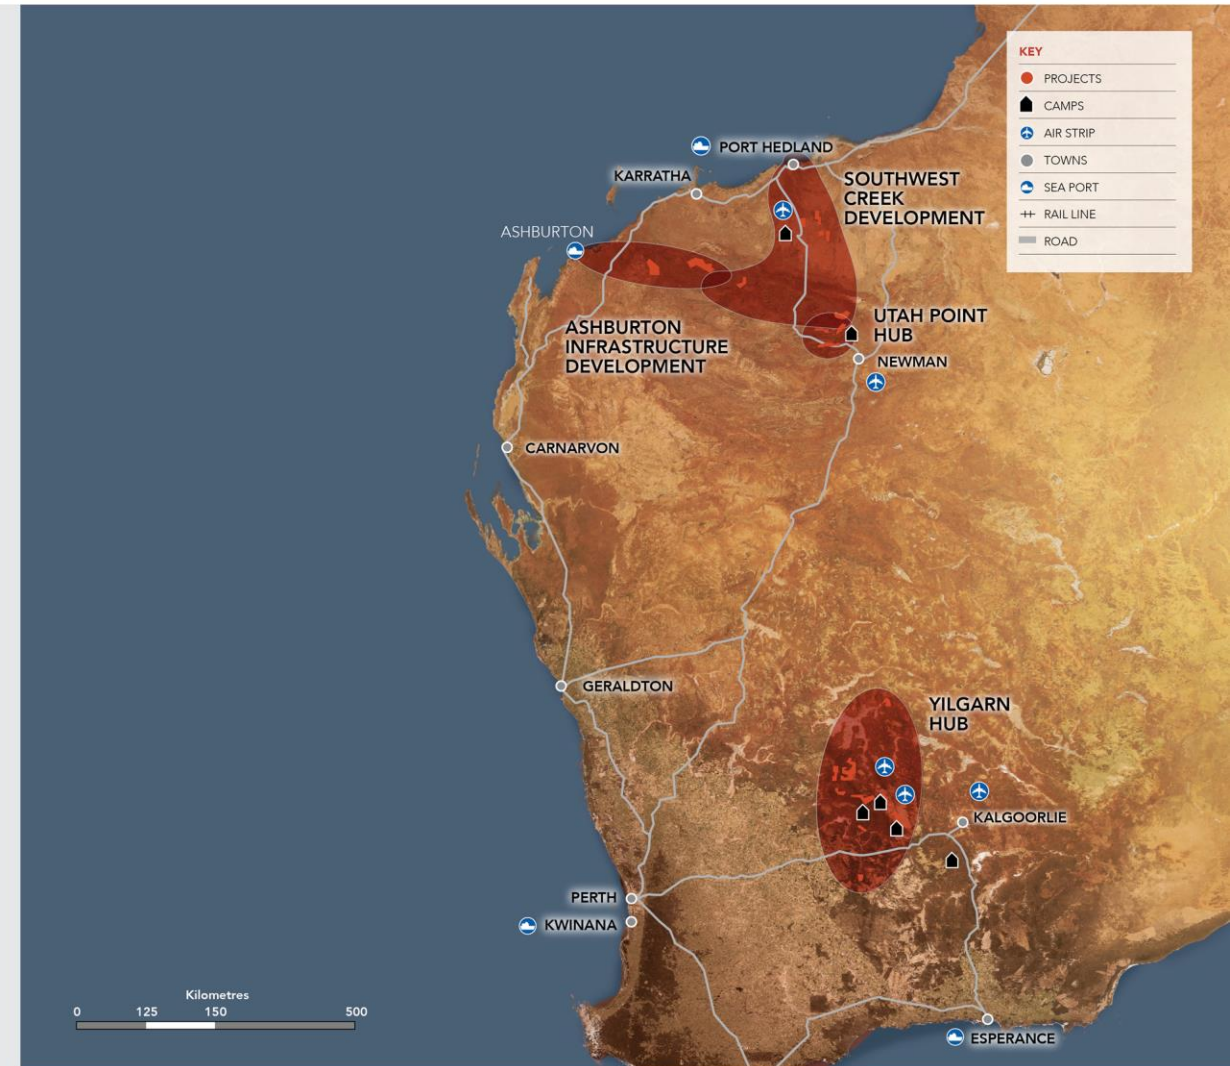 KEY
PROJECTS
CAMPS
AIR STRIP
TOWNS
SEA PORT
RAIL LINE
ROAD
PORT HEDLAND
KARRATHA
SOUTHWEST
CREEK
DEVELOPMENT
ASHBURTON
UTAH POINT
HUB
ASHBURTON
INFRASTRUCTURE
DEVELOPMENT
NEWMAN
CARNARVON
GERALDTON
YILGARN
HUB
KALGOORLIE
PERTH
KWINANA
Kilometres
0 125 150 500
ESPERANCE